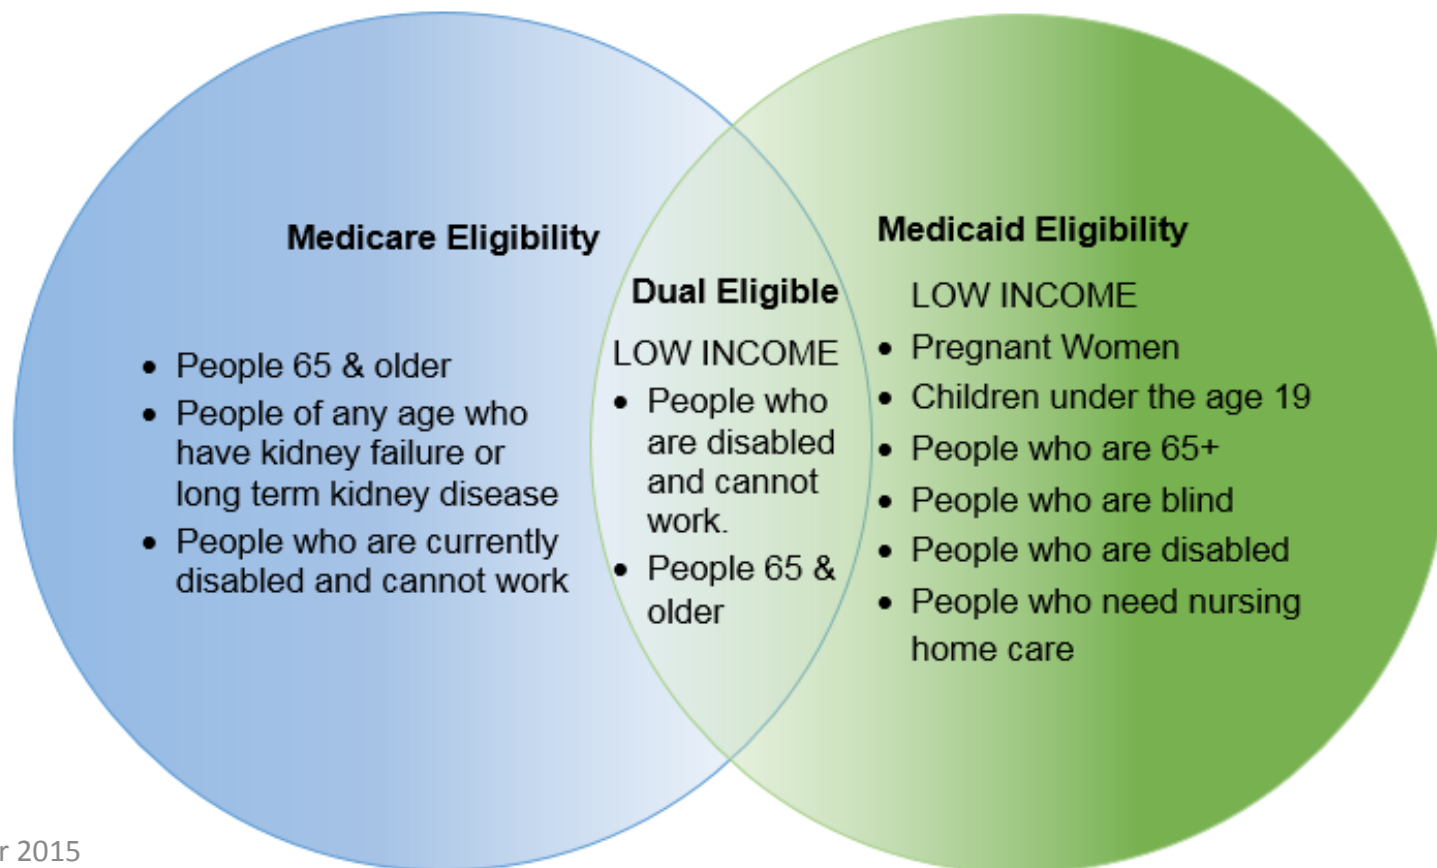 Medicare Eligibility
• People 65 & older
• People of any age who
have kidney failure or
long term kidney disease
• People who are currently
disabled and cannot work
Dual Eligible
LOW INCOME
• People who
are disabled
and cannot
work.
• People 65 &
older
Medicaid Eligibility
LOW INCOME
• Pregnant Women
• Children under the age 19
• People who are 65+
• People who are blind
• People who are disabled
• People who need nursing
home care
r 2015